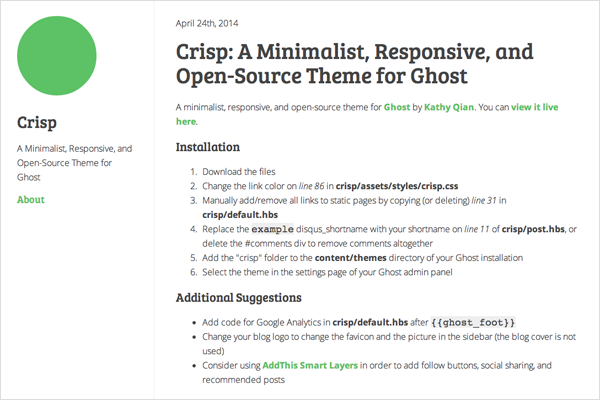 Crisp
A Minimalist, Responsive, and
Open-Source Theme for
Ghost
About
April 24th, 2014
Crisp: A Minimalist, Responsive, and
Open-Source Theme for Ghost
A minimalist, responsive, and open-source theme for Ghost by Kathy Qian. You can view it live
here.
Installation
1. Download the files
2. Change the link color on line 86 in crisp/assets/styles/crisp.css
3. Manually add/remove all links to static pages by copying (or deleting) line 31 in
crisp/default.hbs
4. Replace the example disqus_shortname with your shortname on line 11 of crisp/post.hbs, or
delete the #comments div to remove comments altogether
5. Add the "crisp" folder to the content/themes directory of your Ghost installation
6. Select the theme in the settings page of your Ghost admin panel
Additional Suggestions
• Add code for Google Analytics in crisp/default.hbs after {{ghost_foot}}
• Change your blog logo to change the favicon and the picture in the sidebar (the blog cover is not
used)
• Consider using AddThis Smart Layers in order to add follow buttons, social sharing, and
recommended posts